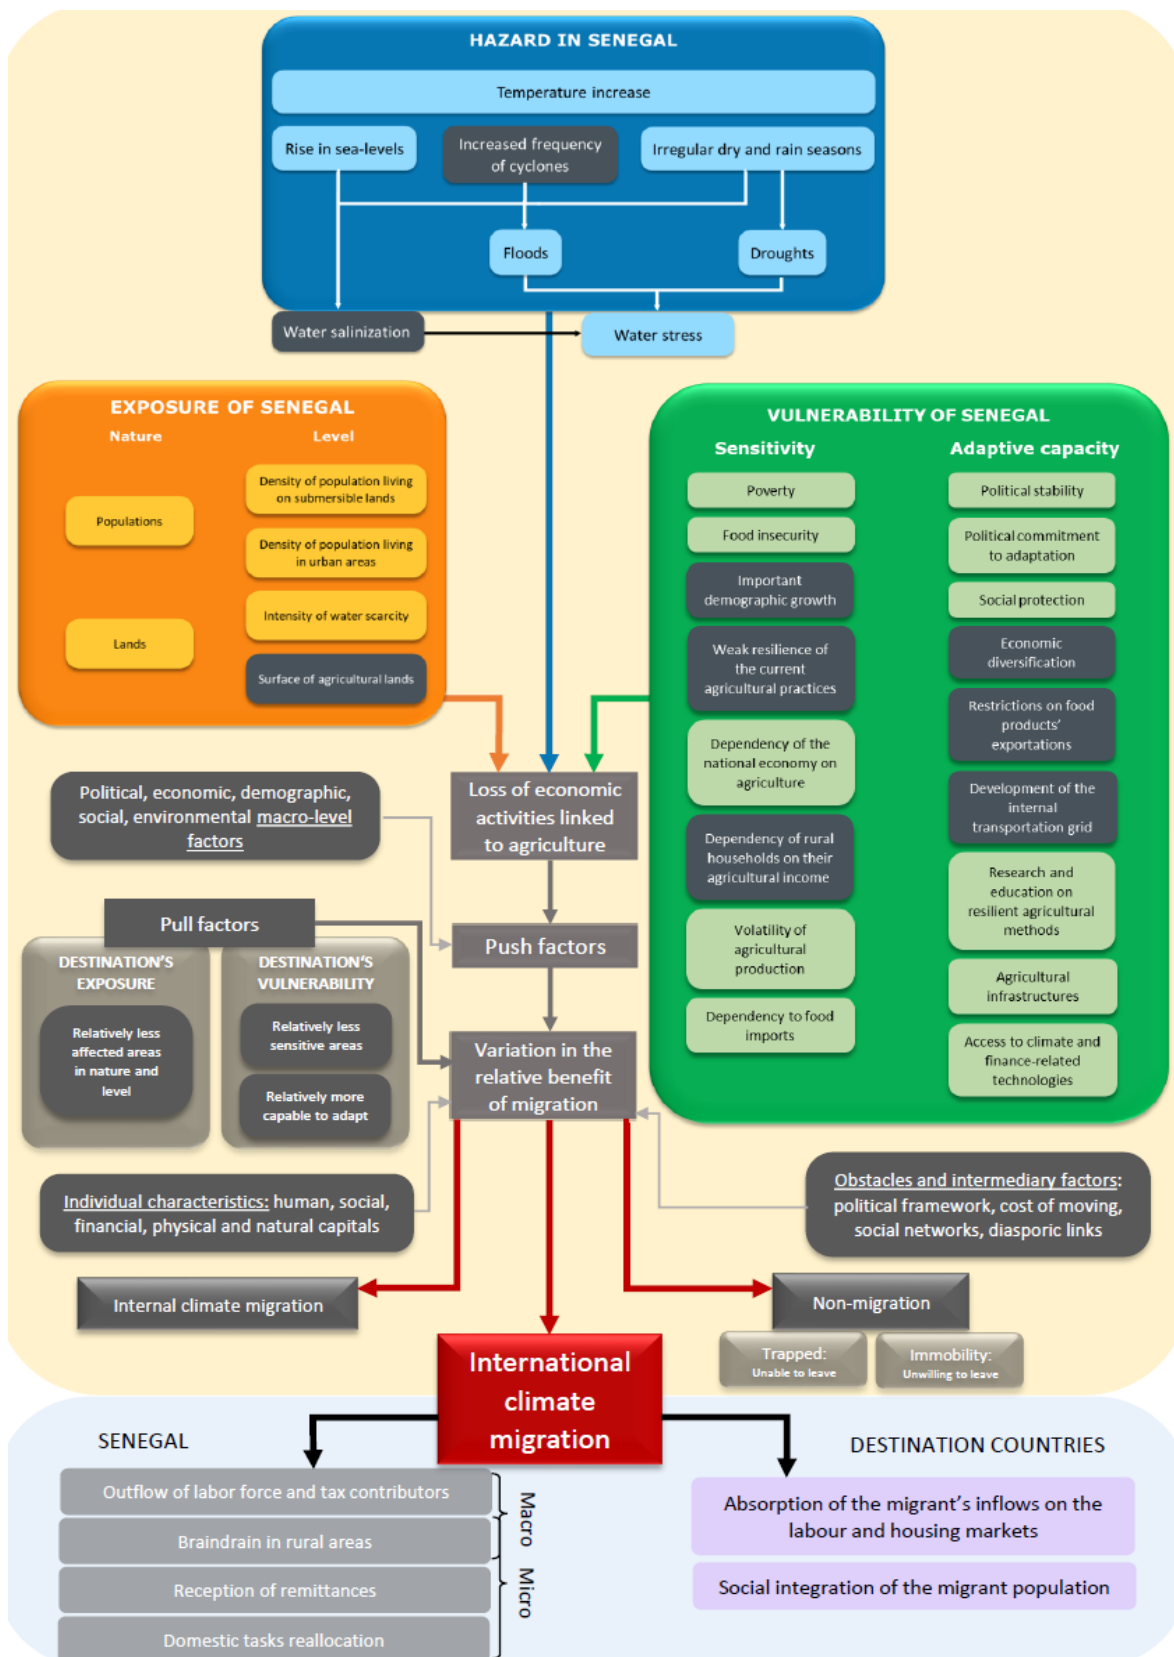 HAZARD IN SENEGAL
Temperature increase
Rise in sea-levels
Increased frequency
of cyclones
Irregular dry and rain seasons
Floods
Droughts
Water salinization
Water stress
EXPOSURE OF SENEGAL
Nature
Level
Populations
Lands
Density of population living
on submersible lands
Density of population living
in urban areas
Intensity of water scarcity
Surface of agricultural lands
VULNERABILITY OF SENEGAL
Sensitivity
Poverty
Food insecurity
Important
demographic growth
Weak resilience of
the current
agricultural practices
Dependency of the
national economy on
agriculture
Dependency of rural
households on their
agricultural income
Volatility of
agricultural
production
Dependency to food
imports
Adaptive capacity
Political stability
Political commitment
to adaptation
Social protection
Economic
diversification
Restrictions on food
products'
exportations
Development of the
internal
transportation grid
Research and
education on
resilient agricultural
methods
Agricultural
infrastructures
Access to climate and
finance-related
technologies
Political, economic, demographic,
social, environmental macro-level
factors
Loss of economic
activities linked
to agriculture
Pull factors
Push factors
DESTINATION'S
EXPOSURE
Relatively less
affected areas
in nature and
level
DESTINATION'S
VULNERABILITY
Relatively less
sensitive areas
Relatively more
capable to adapt
Variation in the
relative benefit
of migration
Individual characteristics: human, social,
financial, physical and natural capitals
Obstacles and intermediary factors:
political framework, cost of moving,
social networks, diasporic links
Internal climate migration
Non-migration
Trapped:
Unable to leave
Immobility:
Unwilling to leave
International
climate
migration
SENEGAL
Outflow of labor force and tax contributors
Braindrain in rural areas
Reception of remittances
Domestic tasks reallocation
Macro
Micro
DESTINATION COUNTRIES
Absorption of the migrant's inflows on the
labour and housing markets
Social integration of the migrant population